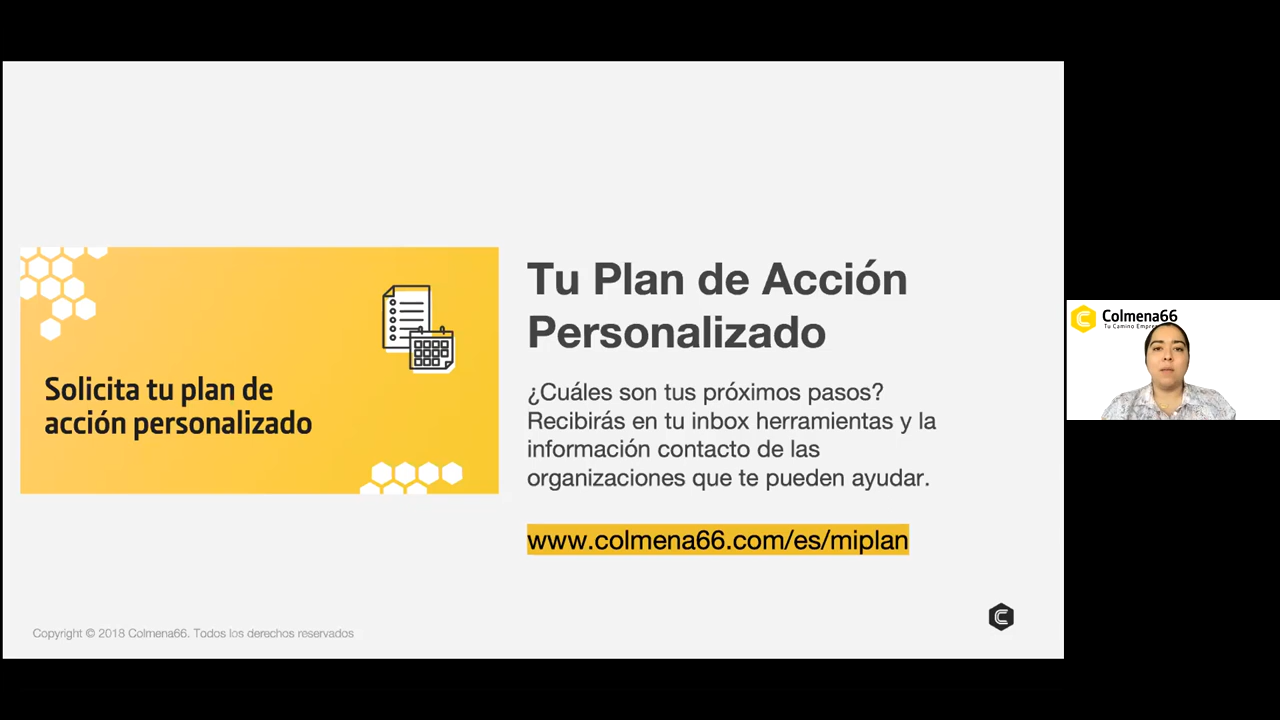 Solicita tu plan de
acción personalizado
Tu Plan de Acción
Personalizado
¿Cuáles son tus próximos pasos?
Recibirás en tu inbox herramientas y la
información contacto de las
organizaciones que te pueden ayudar.
www.colmena66.com/es/miplan
Copyright © 2018 Colmena66. Todos los derechos reservados
Colmena66
Tu Camino